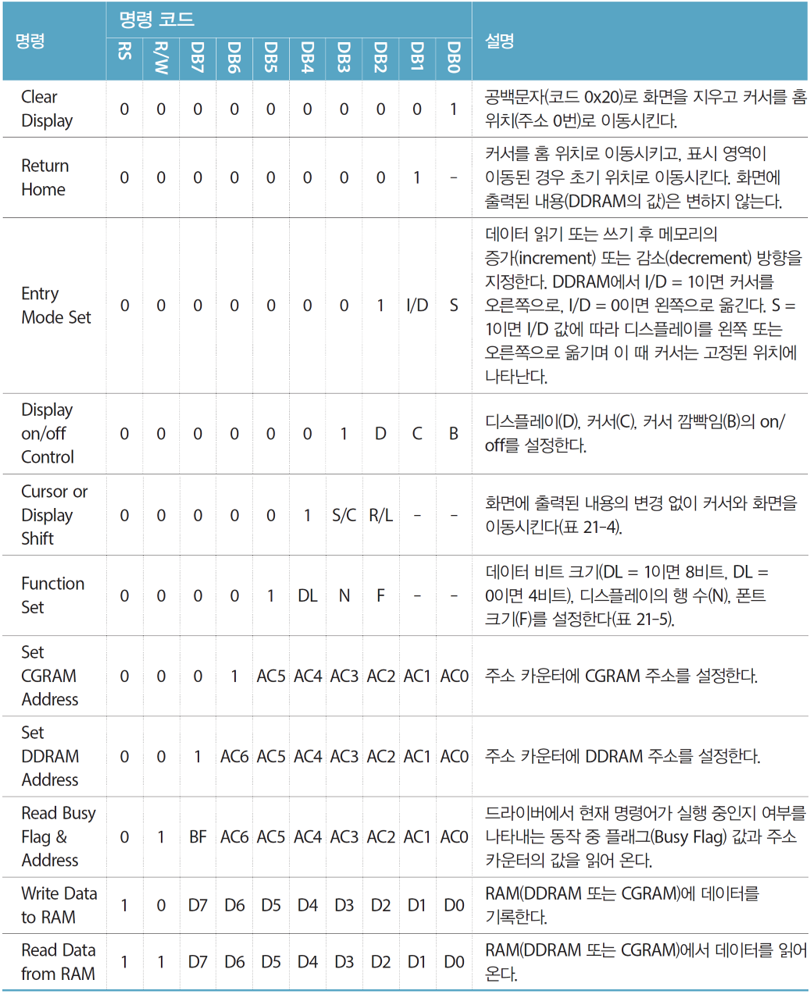 명령 명령 코드 설명
RS R/W DB7 DB6 DB5 DB4 DB3 DB2 DB1 DB0
Clear
Display
0 0 0 0 0 0 0 0 0 1
공백문자(코드 0x20)로 화면을 지우고 커서를 홈
위치(주소 0번)로 이동시킨다.
Return
Home
0 0 0 0 0 0 0 0 1 –
커서를 홈 위치로 이동시키고, 표시 영역이
이동된 경우 초기 위치로 이동시킨다. 화면에
출력된 내용(DDRAM의 값)은 변하지 않는다.
Entry
Mode Set
0 0 0 0 0 0 0 1 I/D S
데이터 읽기 또는 쓰기 후 메모리의
증가(increment) 또는 감소(decrement) 방향을
지정한다. DDRAM에서 I/D = 1이면 커서를
오른쪽으로, I/D = 0이면 왼쪽으로 옮긴다. S =
1이면 I/D 값에 따라 디스플레이를 왼쪽 또는
오른쪽으로 옮기며 이 때 커서는 고정된 위치에
나타난다.
Display
on/off
Control
0 0 0 0 0 0 1 D C B
디스플레이(D), 커서(C), 커서 깜빡임(B)의 on/
off를 설정한다.
Cursor or
Display
Shift
0 0 0 0 0 1 S/C R/L – –
화면에 출력된 내용의 변경 없이 커서와 화면을
이동시킨다(표 21-4).
Function
Set
0 0 0 0 1 DL N F – –
데이터 비트 크기(DL = 1이면 8비트, DL =
0이면 4비트), 디스플레이의 행 수(N), 폰트
크기(F)를 설정한다(표 21-5).
Set
CGRAM
Address
0 0 0 1 AC5 AC4 AC3 AC2 AC1 AC0
주소 카운터에 CGRAM 주소를 설정한다.
Set
DDRAM
Address
0 0 1 AC6 AC5 AC4 AC3 AC2 AC1 AC0
주소 카운터에 DDRAM 주소를 설정한다.
Read Busy
Flag &
Address
0 1 BF AC6 AC5 AC4 AC3 AC2 AC1 AC0
드라이버에서 현재 명령어가 실행 중인지 여부를
나타내는 동작 중 플래그(Busy Flag) 값과 주소
카운터의 값을 읽어 온다.
Write Data
to RAM
1 0 D7 D6 D5 D4 D3 D2 D1 D0
RAM(DDRAM 또는 CGRAM)에 데이터를
기록한다.
Read Data
from RAM
1 1 D7 D6 D5 D4 D3 D2 D1 D0
RAM(DDRAM 또는 CGRAM)에서 데이터를 읽어
온다.